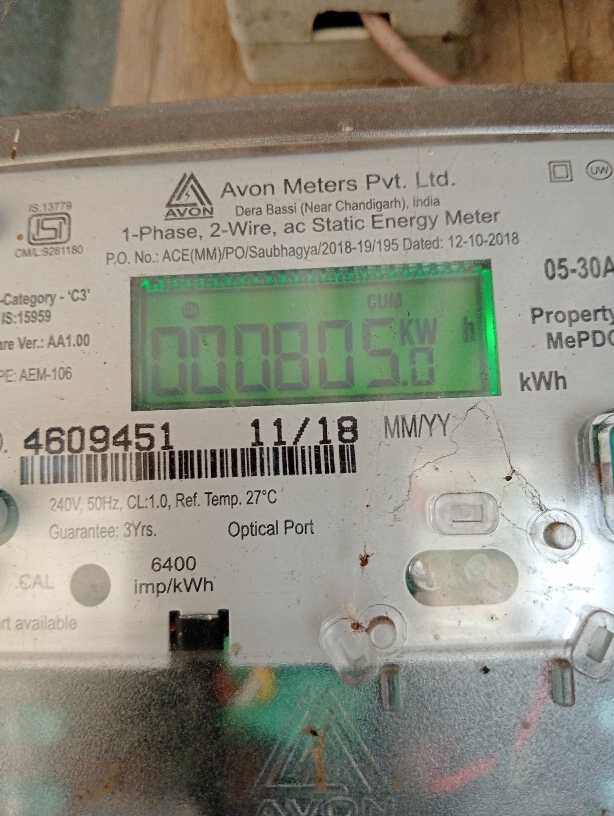 Avon Meters Pvt. Ltd.
AVON
Dera Bassi (Near Chandigarh), India
UW
IS:13779
ISI
CM/L:9281180
1-Phase, 2-Wire, ac Static Energy Meter
P.O. No.: ACE(MM)/PO/Saubhagya/2018-19/195 Dated: 12-10-2018
05-30A
-Category - 'C3'
IS:15959
are Ver.: AA1.00
PE: AEM-106
CUM
000805.0 KW h
Property
MePDC
kWh
4609451 11/18 MM/YY
240V, 50Hz, CL:1.0, Ref. Temp. 27°C
Guarantee: 3Yrs. Optical Port
CAL
6400
imp/kWh
rt available
AVON